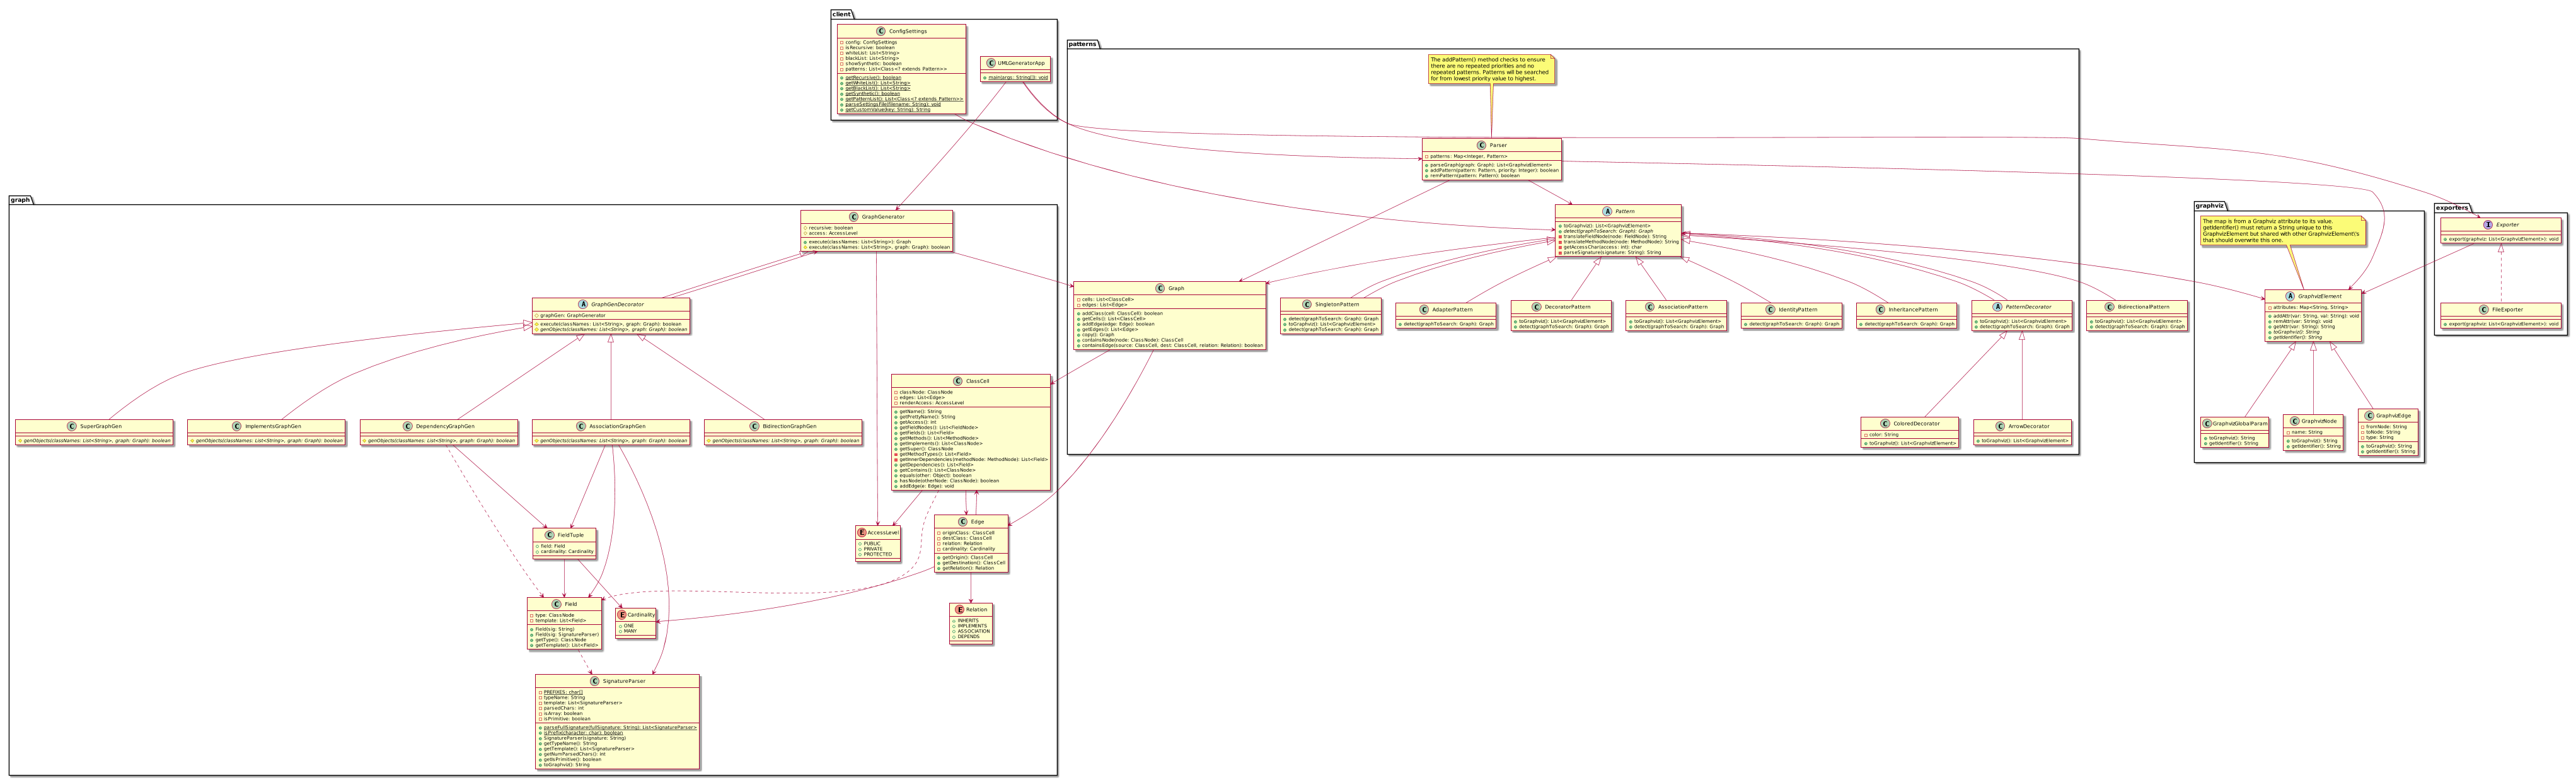 client
C ConfigSettings
config: ConfigSettings
isRecursive: boolean
whiteList: List<String>
blackList: List<String>
showSynthetic: boolean
patterns: List<Class<? extends Pattern>>
getRecursive(): boolean
getWhiteList(): List<String>
getBlackList(): List<String>
getSynthetic(): boolean
getPatternList(): List<Class<? extends Pattern>>
parseSettingsFile(filename: String): void
getCustomValue(key: String): String
C UMLGeneratorApp
main(args: String[]): void
patterns
The addPattern() method checks to ensure
there are no repeated priorities and no
repeated patterns. Patterns will be searched
for from lowest priority value to highest.
C Parser
patterns: Map<Integer, Pattern>
parseGraph(graph: Graph): List<GraphvizElement>
addPattern(pattern: Pattern, priority: Integer): boolean
remPattern(pattern: Pattern): boolean
A Pattern
toGraphviz(): List<GraphvizElement>
detect(graphToSearch: Graph): Graph
translateFieldNode(node: FieldNode): String
translateMethodNode(node: MethodNode): String
getAccessChar(access: int): char
parseSignature(signature: String): String
C SingletonPattern
detect(graphToSearch: Graph): Graph
toGraphviz(): List<GraphvizElement>
detect(graphToSearch: Graph): Graph
C AdapterPattern
detect(graphToSearch: Graph): Graph
C DecoratorPattern
toGraphviz(): List<GraphvizElement>
detect(graphToSearch: Graph): Graph
C AssociationPattern
toGraphviz(): List<GraphvizElement>
detect(graphToSearch: Graph): Graph
C IdentityPattern
detect(graphToSearch: Graph): Graph
C InheritancePattern
detect(graphToSearch: Graph): Graph
A PatternDecorator
toGraphviz(): List<GraphvizElement>
detect(graphToSearch: Graph): Graph
C BidirectionalPattern
toGraphviz(): List<GraphvizElement>
detect(graphToSearch: Graph): Graph
C ColoredDecorator
color: String
toGraphviz(): List<GraphvizElement>
C ArrowDecorator
toGraphviz(): List<GraphvizElement>
graphviz
The map is from a Graphviz attribute to its value.
getIdentifier() must return a String unique to this
GraphvizElement but shared with other GraphvizElement\'s
that should overwrite this one.
A GraphvizElement
attributes: Map<String, String>
addAttr(var: String, val: String): void
remAttr(var: String): void
getAttr(var: String): String
toGraphviz(): String
getIdentifier(): String
C GraphvizGlobalParam
toGraphviz(): String
getIdentifier(): String
C GraphvizNode
name: String
toGraphviz(): String
getIdentifier(): String
C GraphvizEdge
fromNode: String
toNode: String
type: String
toGraphviz(): String
getIdentifier(): String
exporters
I Exporter
export(graphviz: List<GraphvizElement>): void
C FileExporter
export(graphviz: List<GraphvizElement>): void
graph
C GraphGenerator
recursive: boolean
access: AccessLevel
execute(classNames: List<String>): Graph
execute(classNames: List<String>, graph: Graph): boolean
A GraphGenDecorator
graphGen: GraphGenerator
execute(classNames: List<String>, graph: Graph): boolean
genObjects(classNames: List<String>, graph: Graph): boolean
C Graph
cells: List<ClassCell>
edges: List<Edge>
addClass(cell: ClassCell): boolean
getCells(): List<ClassCell>
addEdge(edge: Edge): boolean
getEdges(): List<Edge>
copy(): Graph
containsNode(node: ClassNode): ClassCell
containsEdge(source: ClassCell, dest: ClassCell, relation: Relation): boolean
C SuperGraphGen
genObjects(classNames: List<String>, graph: Graph): boolean
C ImplementsGraphGen
genObjects(classNames: List<String>, graph: Graph): boolean
C DependencyGraphGen
genObjects(classNames: List<String>, graph: Graph): boolean
C AssociationGraphGen
genObjects(classNames: List<String>, graph: Graph): boolean
C BidirectionGraphGen
genObjects(classNames: List<String>, graph: Graph): boolean
C ClassCell
classNode: ClassNode
edges: List<Edge>
renderAccess: AccessLevel
getName(): String
getPrettyName(): String
getAccess(): int
getFieldNodes(): List<FieldNode>
getFields(): List<Field>
getMethods(): List<MethodNode>
getImplements(): List<ClassNode>
getSuper(): ClassNode
getMethodTypes(): List<Field>
getInnerDependencies(methodNode: MethodNode): List<Field>
getDependencies(): List<Field>
getContains(): List<ClassNode>
equals(other: Object): boolean
hasNode(otherNode: ClassNode): boolean
addEdge(e: Edge): void
E AccessLevel
PUBLIC
PRIVATE
PROTECTED
C Edge
originClass: ClassCell
destClass: ClassCell
relation: Relation
cardinality: Cardinality
getOrigin(): ClassCell
getDestination(): ClassCell
getRelation(): Relation
C FieldTuple
field: Field
cardinality: Cardinality
C Field
type: ClassNode
template: List<Field>
Field(sig: String)
Field(sig: SignatureParser)
getType(): ClassNode
getTemplate(): List<Field>
E Cardinality
ONE
MANY
E Relation
INHERITS
IMPLEMENTS
ASSOCIATION
DEPENDS
C SignatureParser
PREFIXES: char[]
typeName: String
template: List<SignatureParser>
parsedChars: int
isArray: boolean
isPrimitive: boolean
parseFullSignature(fullSignature: String): List<SignatureParser>
isPrefix(character: char): boolean
SignatureParser(signature: String)
getTypeName(): String
getTemplate(): List<SignatureParser>
getNumParsedChars(): int
getIsPrimitive(): boolean
toGraphviz(): String